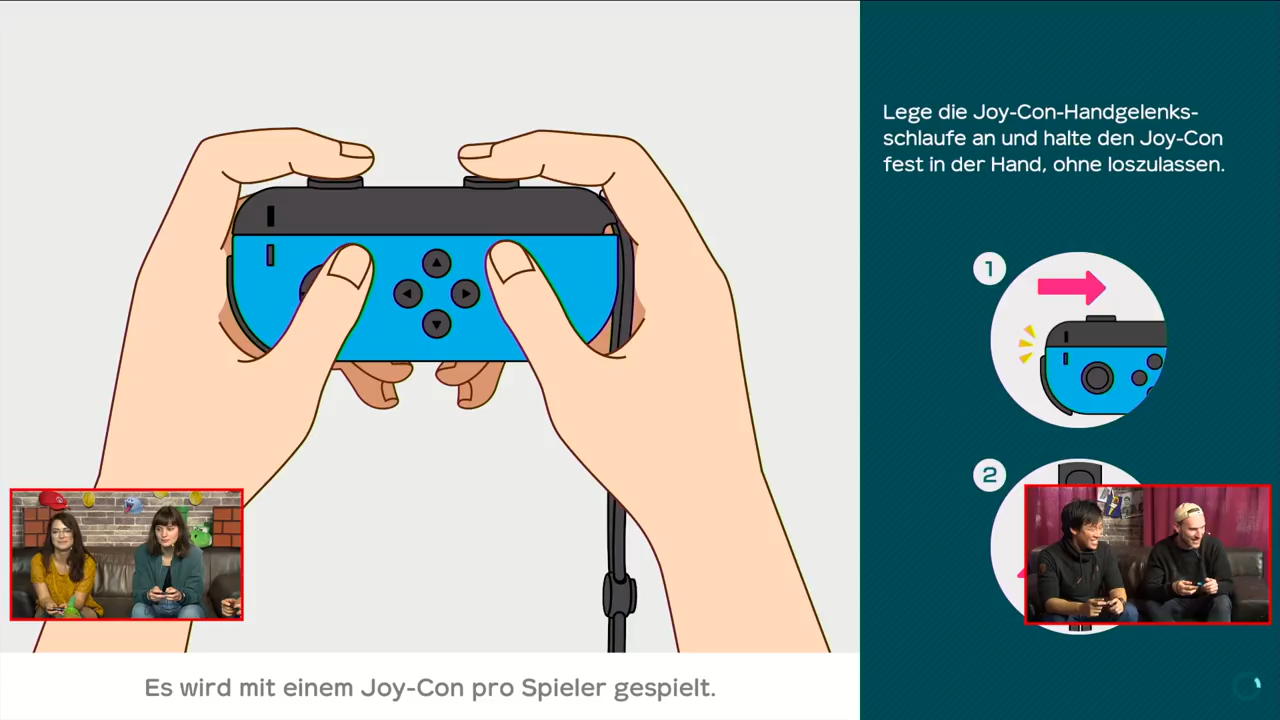 Lege die Joy-Con-Handgelenks-
schlaufe an und halte den Joy-Con
fest in der Hand, ohne loszulassen.
1
2
Es wird mit einem Joy-Con pro Spieler gespielt.